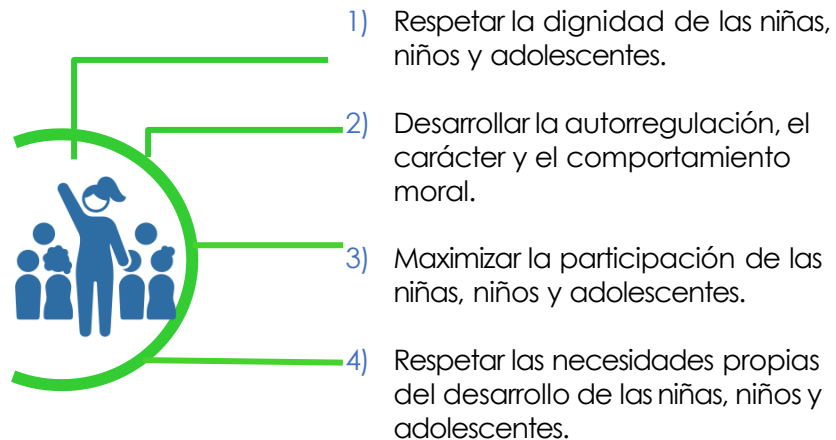 1) Respetar la dignidad de las niñas,
niños y adolescentes.
2) Desarrollar la autorregulación, el
carácter y el comportamiento
moral.
3) Maximizar la participación de las
niñas, niños y adolescentes.
4) Respetar las necesidades propias
del desarrollo de las niñas, niños y
adolescentes.